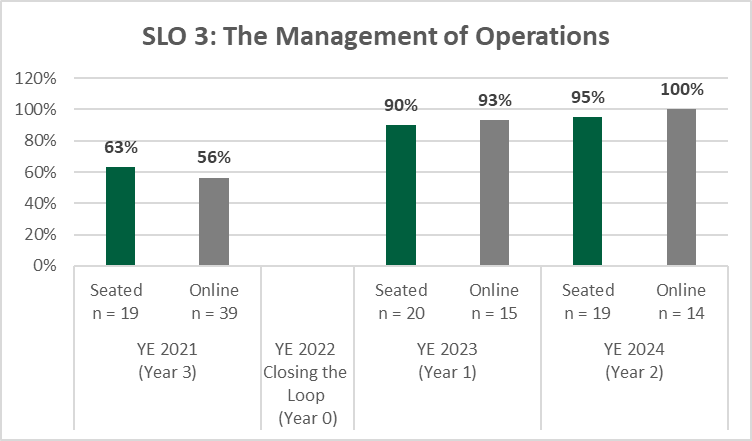 SLO 3: The Management of Operations
120%
100%
80%
60%
40%
20%
0%
63%
56%
90%
93%
95%
100%
Seated
n = 19
Online
n = 39
Seated
n = 20
Online
n = 15
Seated
n = 19
Online
n = 14
YE 2021
(Year 3)
YE 2022
Closing the
Loop
(Year 0)
YE 2023
(Year 1)
YE 2024
(Year 2)